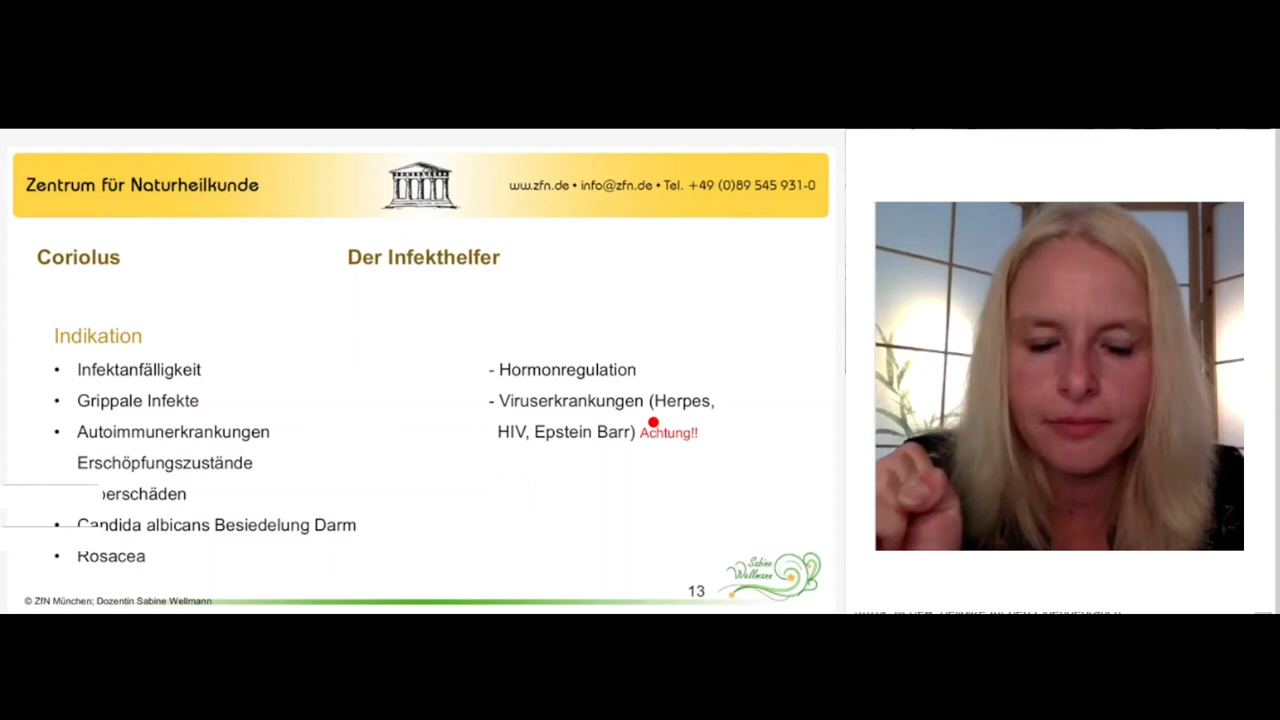 Zentrum für Naturheilkunde
ww.zfn.de • info@zfn.de • Tel. +49 (0)89 545 931-0
Coriolus
Der Infekthelfer
Indikation
• Infektanfälligkeit
• Grippale Infekte
• Autoimmunerkrankungen
Erschöpfungszustände
erschäden
• Candida albicans Besiedelung Darm
• Rosacea
- Hormonregulation
- Viruserkrankungen (Herpes,
HIV, Epstein Barr) Achtung!!
Sabine
Wellmann
13
© ZfN München; Dozentin Sabine Wellmann